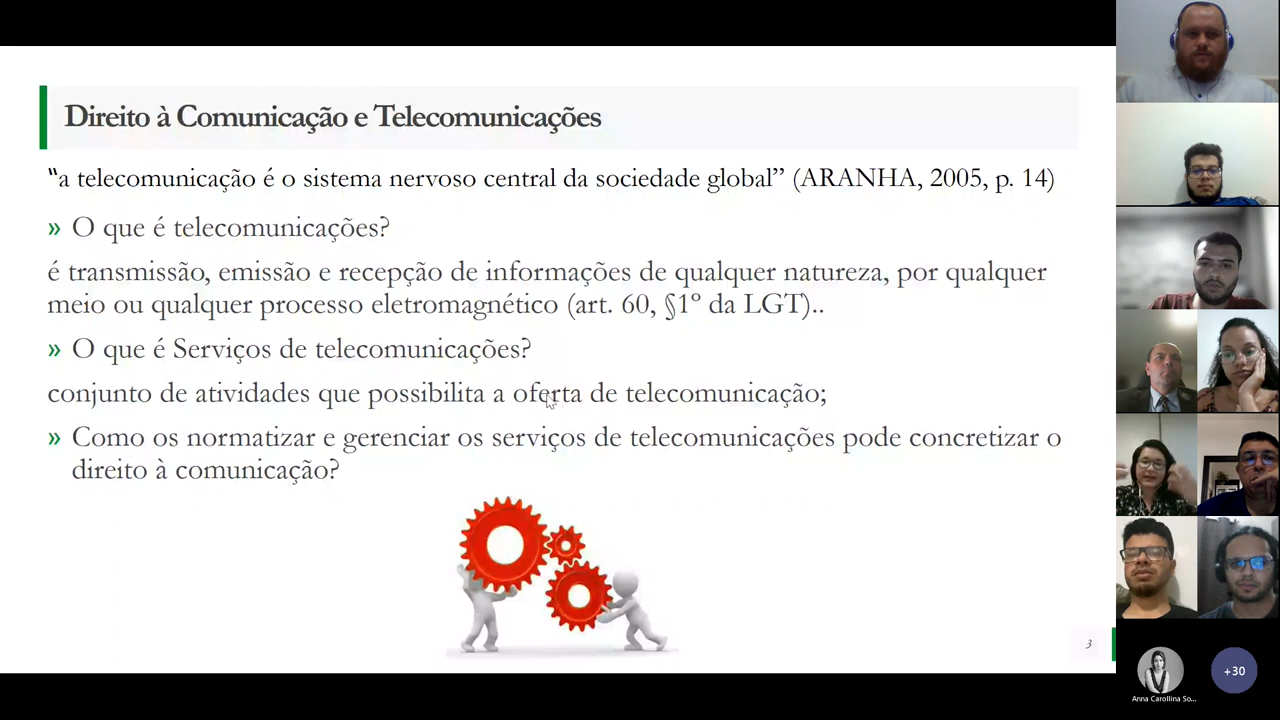 Direito à Comunicação e Telecomunicações
“a telecomunicação é o sistema nervoso central da sociedade global” (ARANHA, 2005, p. 14)
» O que é telecomunicações?
é transmissão, emissão e recepção de informações de qualquer natureza, por qualquer
meio ou qualquer processo eletromagnético (art. 60, §1º da LGT)..
» O que é Serviços de telecomunicações?
conjunto de atividades que possibilita a oferta de telecomunicação;
» Como os normatizar e gerenciar os serviços de telecomunicações pode concretizar o
direito à comunicação?
3
Anna Carollina So...
+30